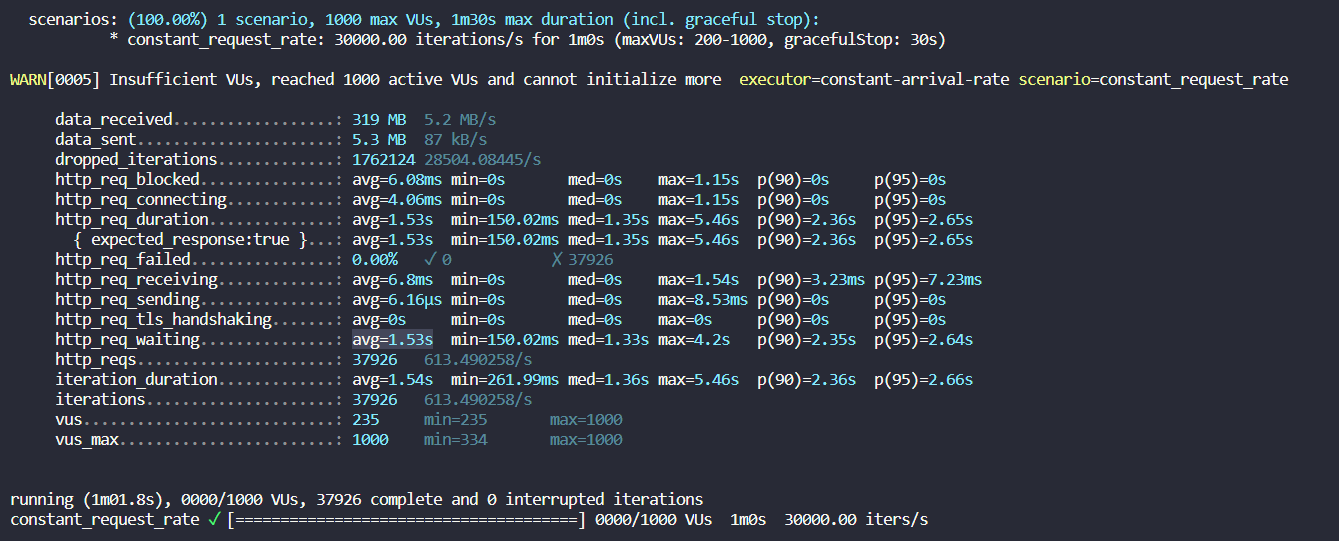 scenarios: (100.00%) 1 scenario, 1000 max VUs, 1m30s max duration (incl. graceful stop):
* constant_request_rate: 30000.00 iterations/s for 1m0s (maxVUs: 200-1000, gracefulStop: 30s)
WARN[0005] Insufficient VUs, reached 1000 active VUs and cannot initialize more  executor=constant-arrival-rate scenario=constant_request_rate
data_received..................: 319 MB  5.2 MB/s
data_sent......................: 5.3 MB  87 kB/s
dropped_iterations.............: 1762124 28504.08445/s
http_req_blocked...............: avg=6.08ms min=0s       med=0s    max=1.15s  p(90)=0s     p(95)=0s
http_req_connecting............: avg=4.06ms min=0s       med=0s    max=1.15s  p(90)=0s     p(95)=0s
http_req_duration..............: avg=1.53s  min=150.02ms med=1.35s max=5.46s  p(90)=2.36s  p(95)=2.65s
{ expected_response:true }...: avg=1.53s  min=150.02ms med=1.35s max=5.46s  p(90)=2.36s  p(95)=2.65s
http_req_failed................: 0.00%   ✓ 0           ✗ 37926
http_req_receiving.............: avg=6.8ms  min=0s       med=0s    max=1.54s  p(90)=3.23ms p(95)=7.23ms
http_req_sending...............: avg=6.16µs min=0s       med=0s    max=8.53ms p(90)=0s     p(95)=0s
http_req_tls_handshaking.......: avg=0s     min=0s       med=0s    max=0s     p(90)=0s     p(95)=0s
http_req_waiting...............: avg=1.53s  min=150.02ms med=1.33s max=4.2s   p(90)=2.35s  p(95)=2.64s
http_reqs......................: 37926   613.490258/s
iteration_duration.............: avg=1.54s  min=261.99ms med=1.36s max=5.46s  p(90)=2.36s  p(95)=2.66s
iterations.....................: 37926   613.490258/s
vus............................: 235     min=235       max=1000
vus_max........................: 1000    min=334       max=1000
running (1m01.8s), 0000/1000 VUs, 37926 complete and 0 interrupted iterations
constant_request_rate ✓ [======================================] 0000/1000 VUs  1m0s  30000.00 iters/s